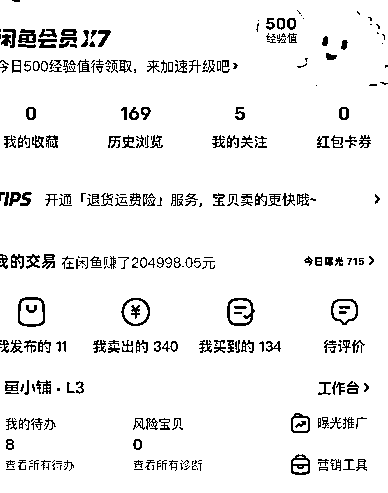 闲鱼会员 X7
500
经验值
今日500经验值待领取，来加速升级吧
0 169 5 0
我的收藏 历史浏览 我的关注 红包卡券
TIPS 开通「退货运费险」服务，宝贝卖的更快哦~
我的交易 在闲鱼赚了204998.05元 今日曝光 715
我发布的 11 我卖出的 340 我买到的 134 待评价
鱼小铺 · L3 工作台
我的待办 风险宝贝 曝光推广
8 0
查看所有待办 查看所有诊断 营销工具